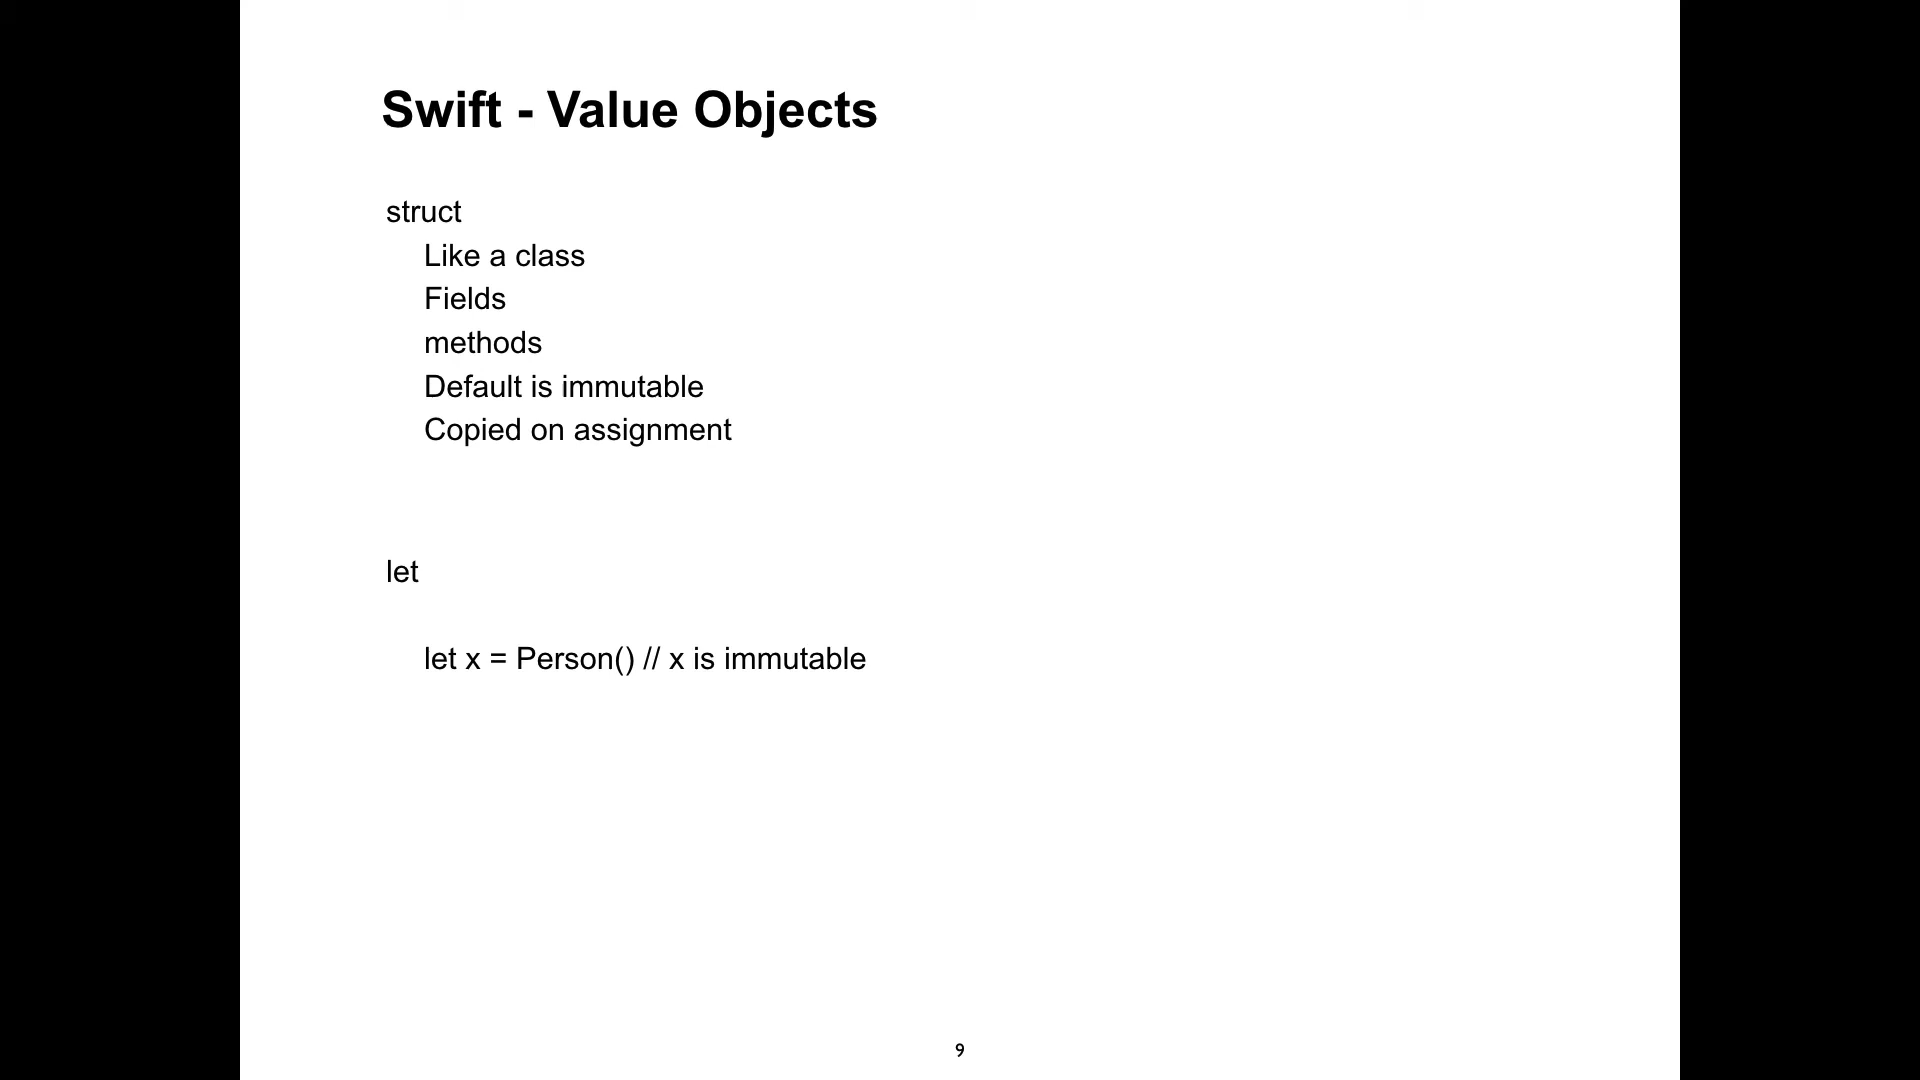 Swift - Value Objects
struct
Like a class
Fields
methods
Default is immutable
Copied on assignment
let
let x = Person() // x is immutable
9